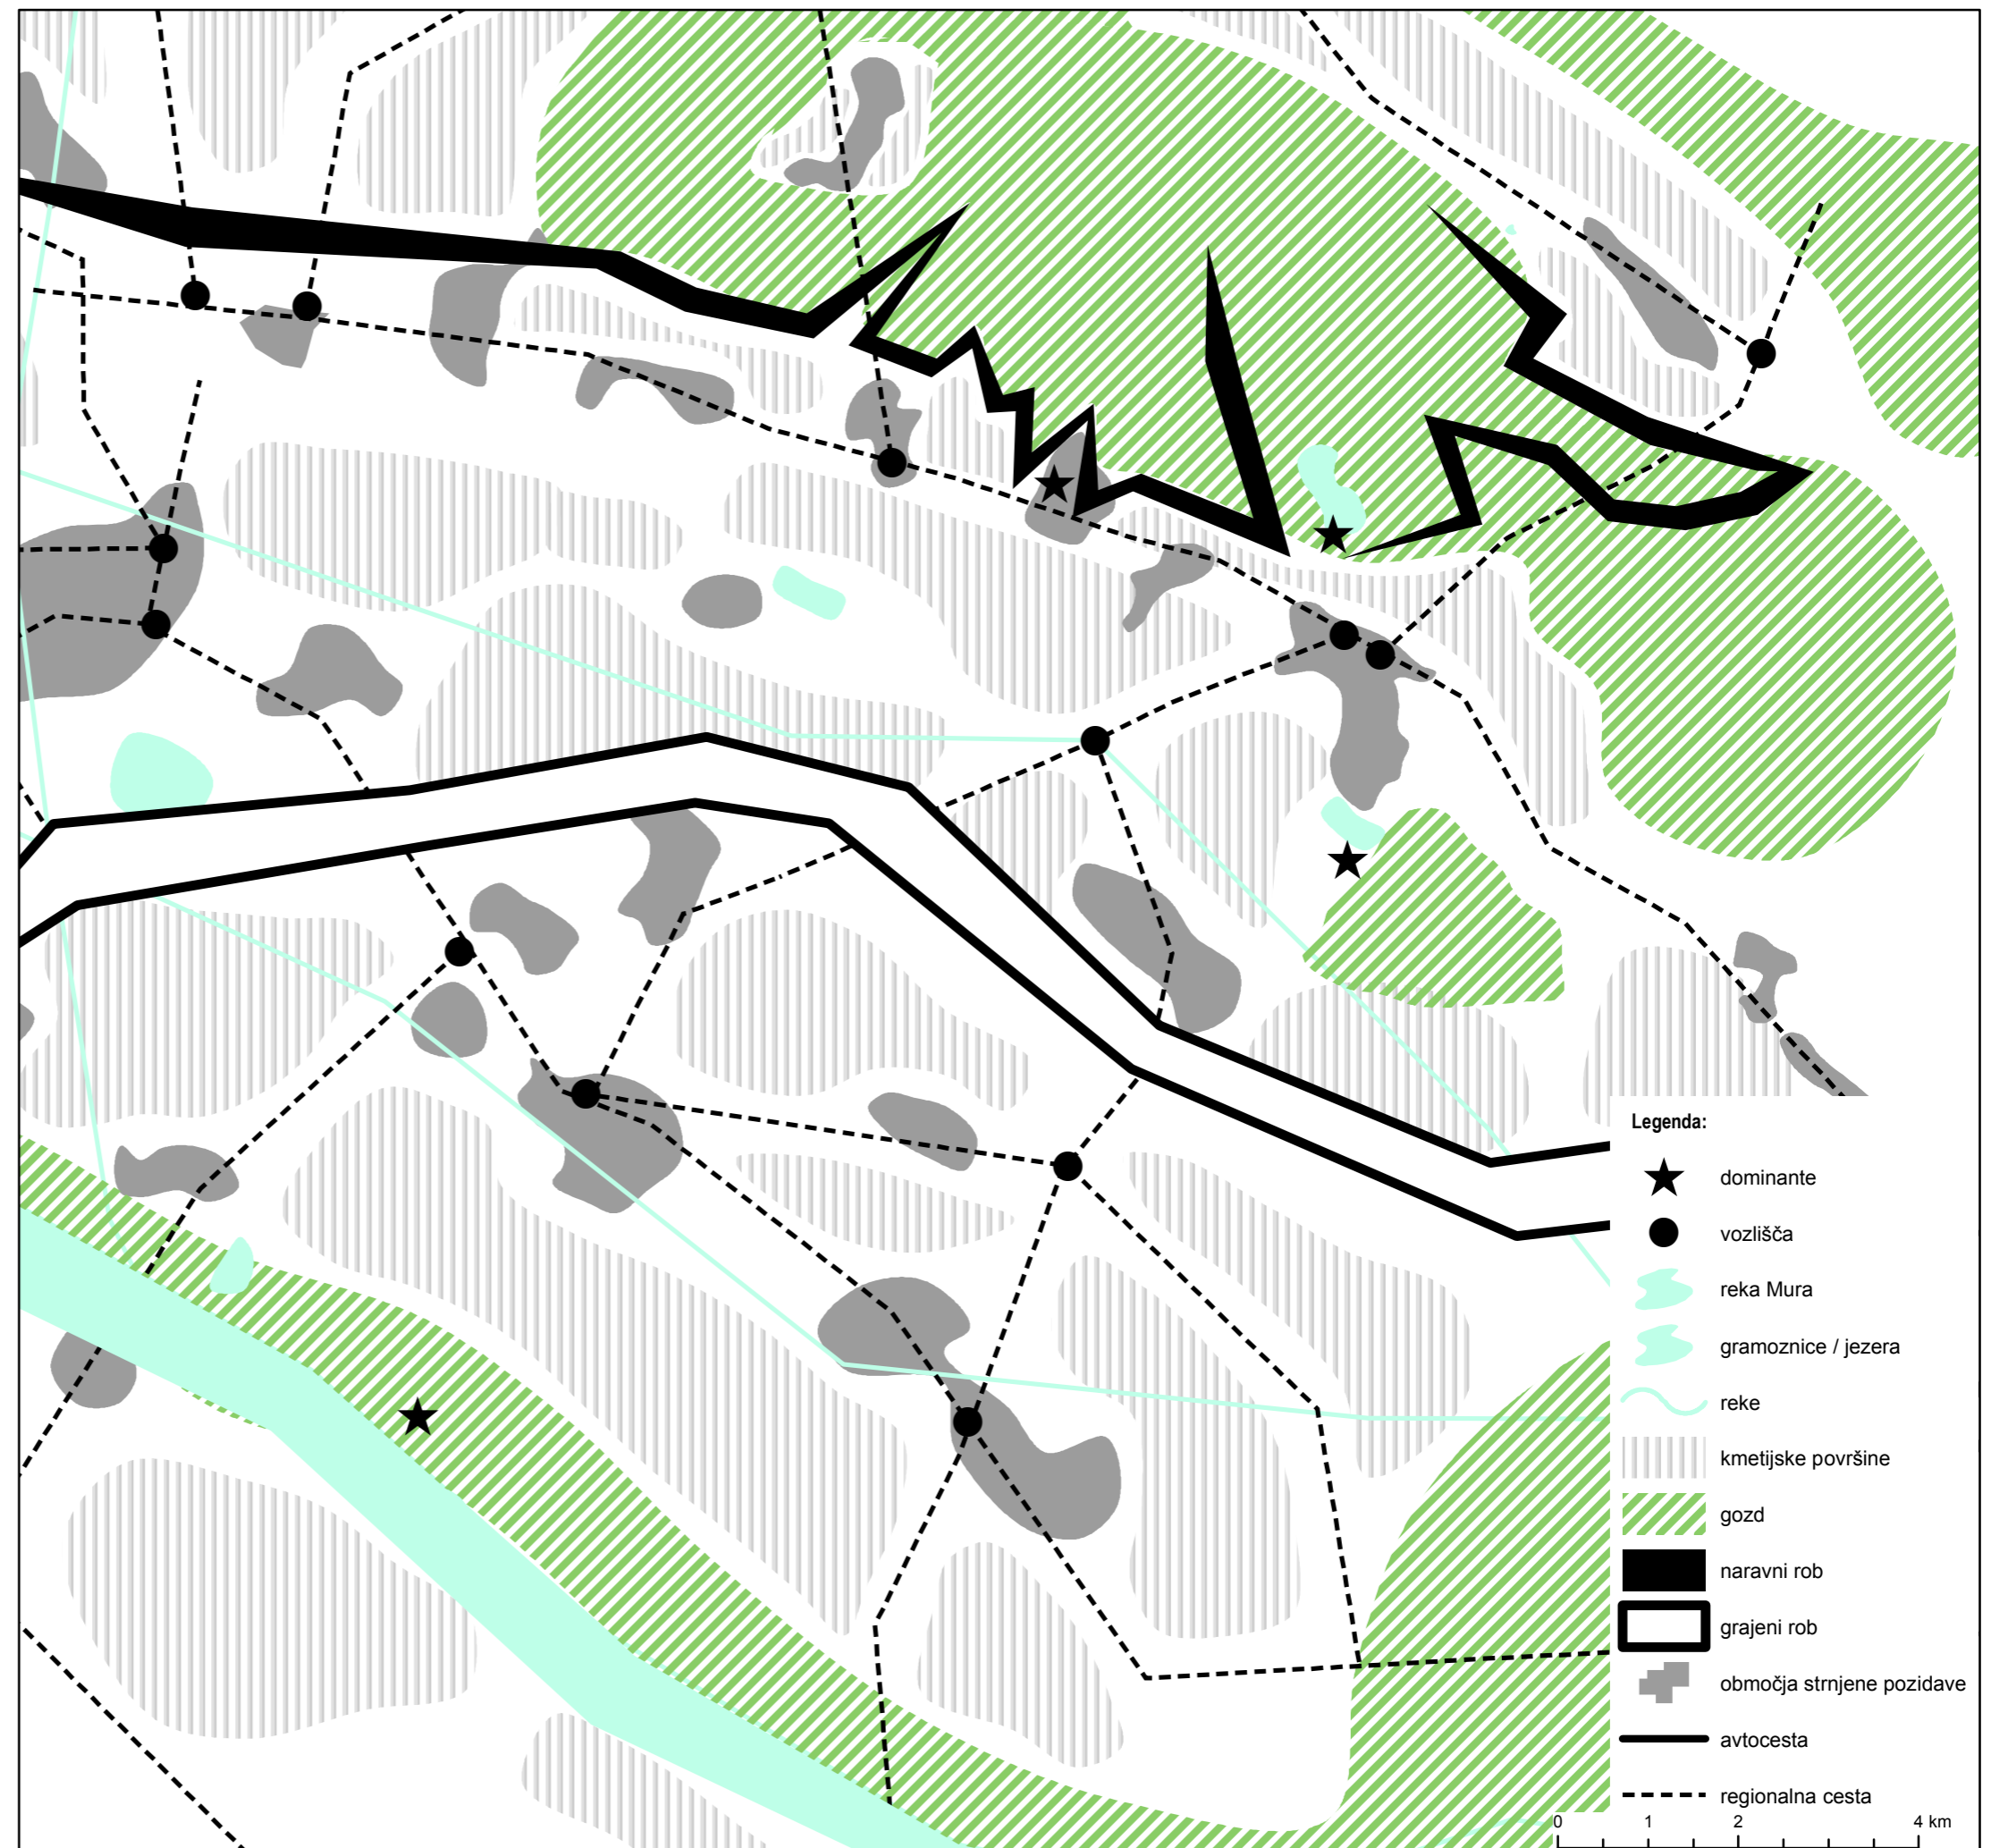 Legenda:
dominante
vozlišča
reka Mura
gramoznice / jezera
reke
kmetijske površine
gozd
naravni rob
grajeni rob
območja strnjene pozidave
avtocesta
regionalna cesta
0 1 2 4 km